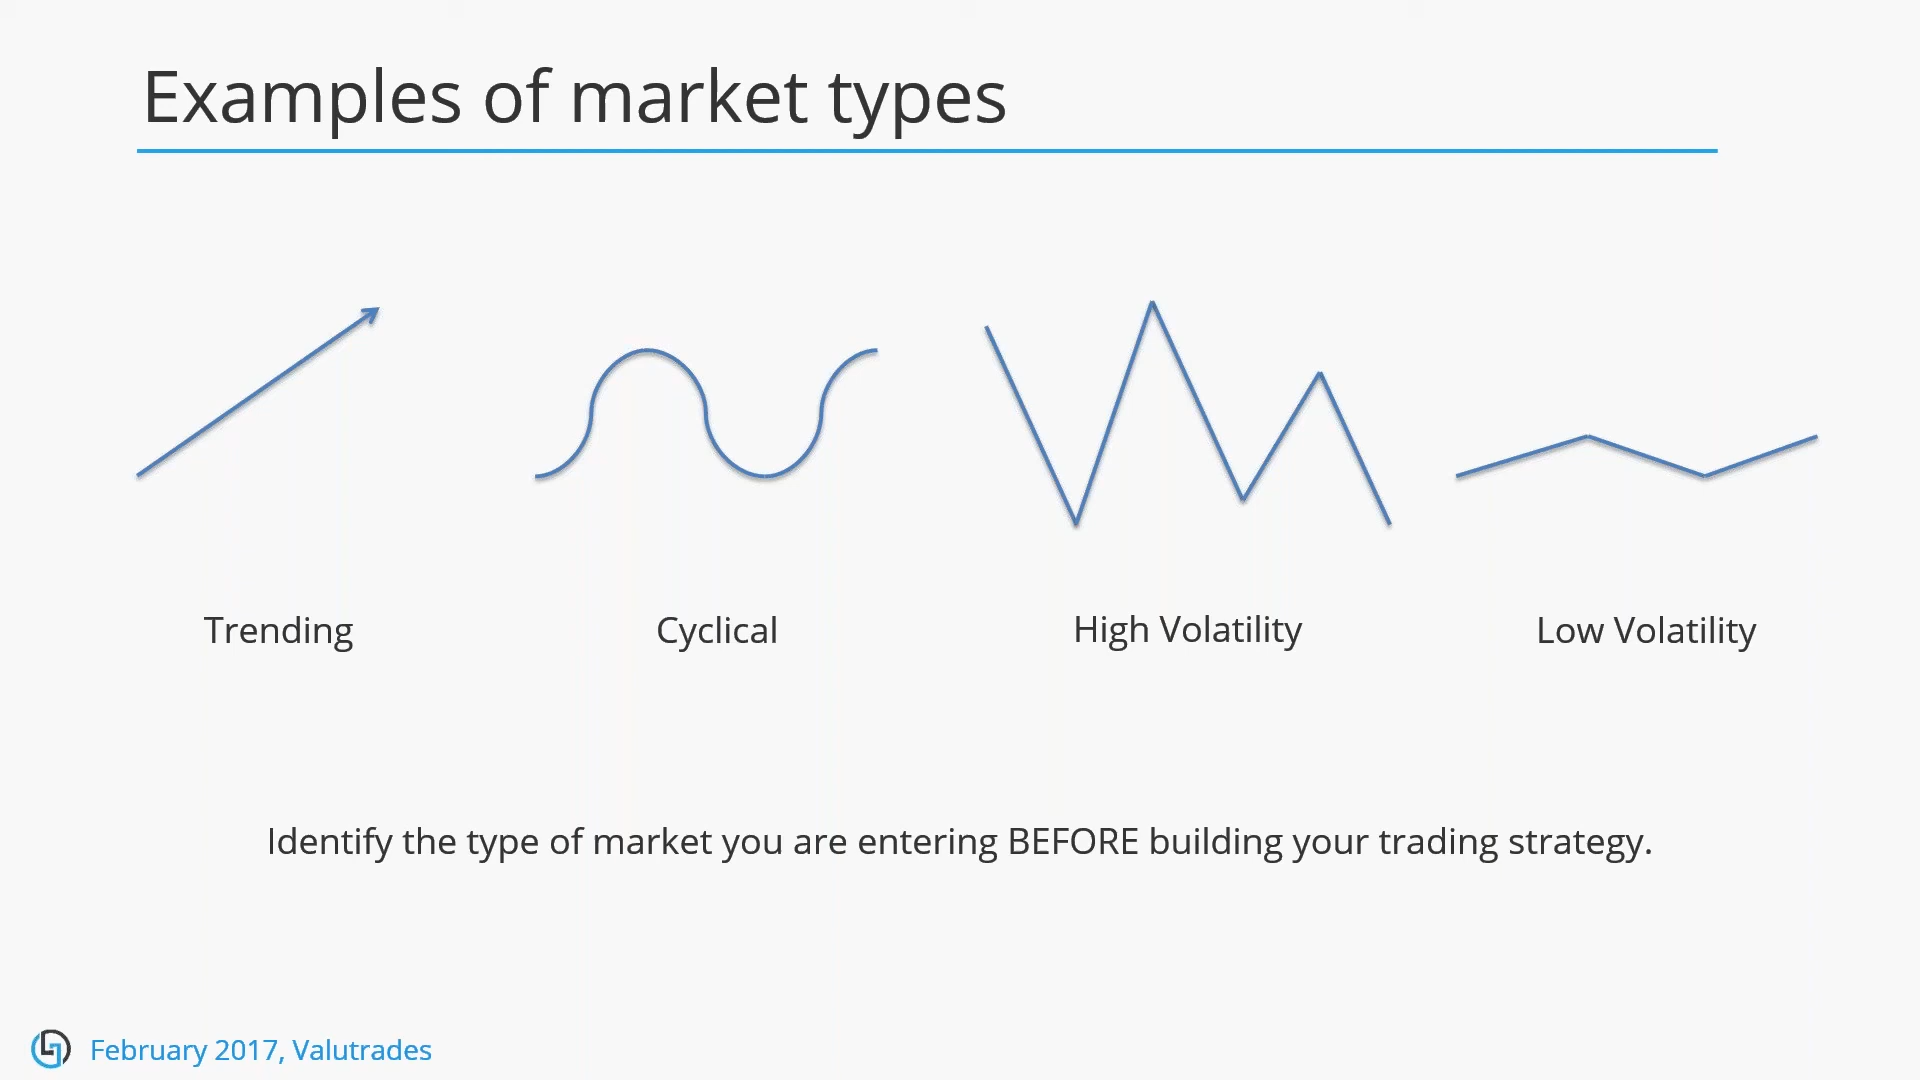 Examples of market types
Trending
Cyclical
High Volatility
Low Volatility
Identify the type of market you are entering BEFORE building your trading strategy.
February 2017, Valutrades